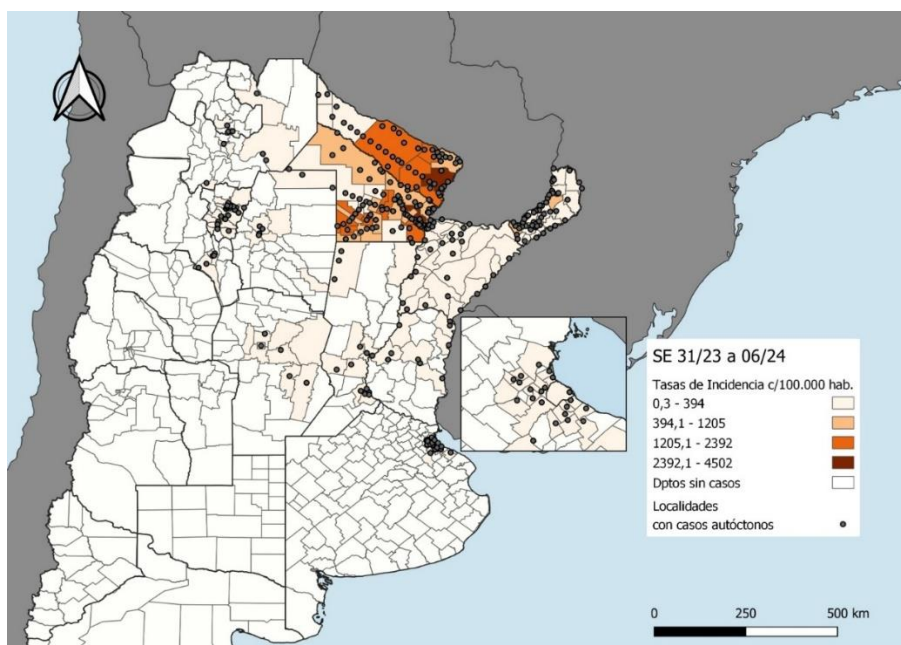 SE 31/23 a 06/24
Tasas de Incidencia c/100.000 hab.
0,3 - 394
394,1 - 1205
1205,1 - 2392
2392,1 - 4502
Dptos sin casos
Localidades
con casos autóctonos
0 250 500 km